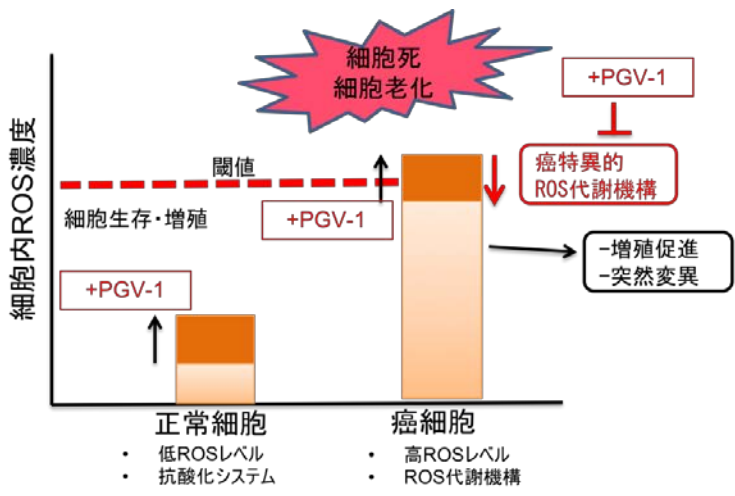 細胞死
細胞老化
+PGV-1
癌特異的
ROS代謝機構
閾値
細胞生存・増殖
+PGV-1
+PGV-1
-増殖促進
-突然変異
細胞内ROS濃度
正常細胞
• 低ROSレベル
• 抗酸化システム
癌細胞
• 高ROSレベル
• ROS代謝機構